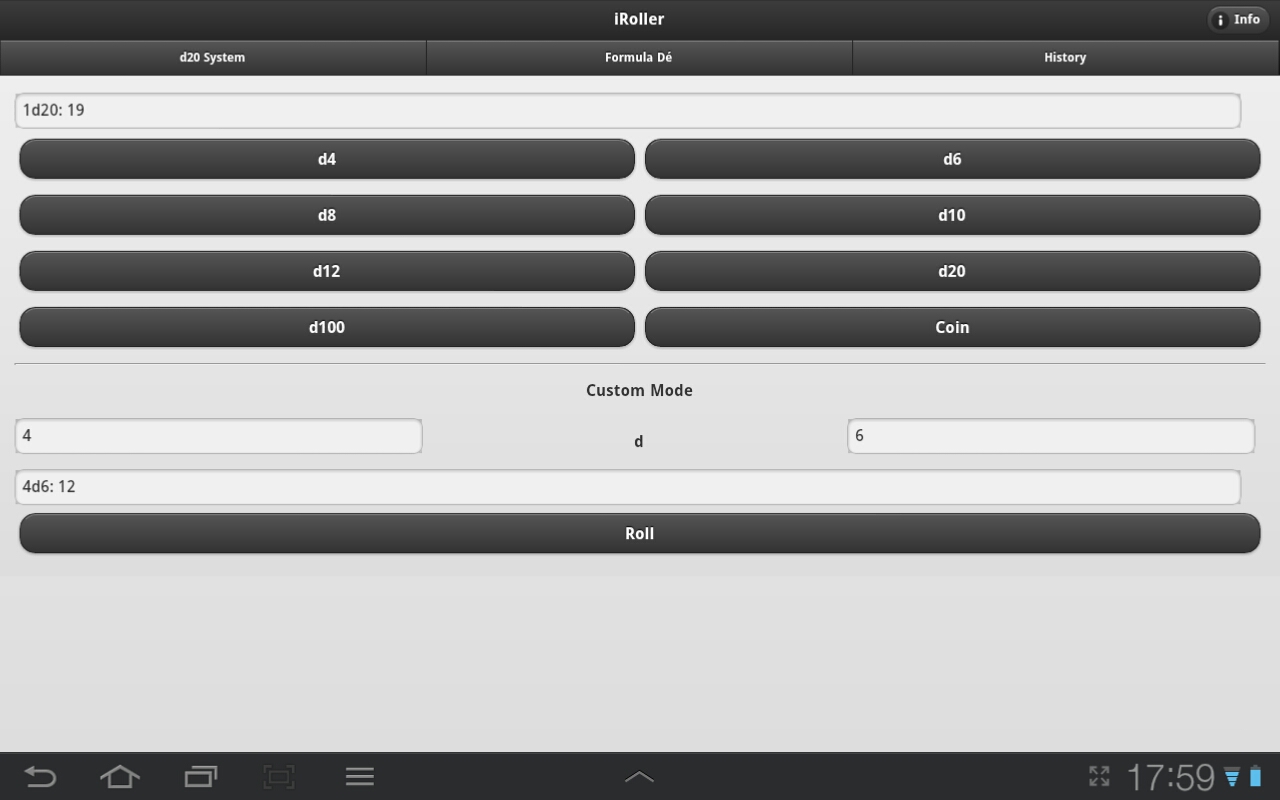 iRoller
Info
d20 System
Formula Dé
History
1d20: 19
d4
d6
d8
d10
d12
d20
d100
Coin
Custom Mode
4
d
6
4d6: 12
Roll
17:59